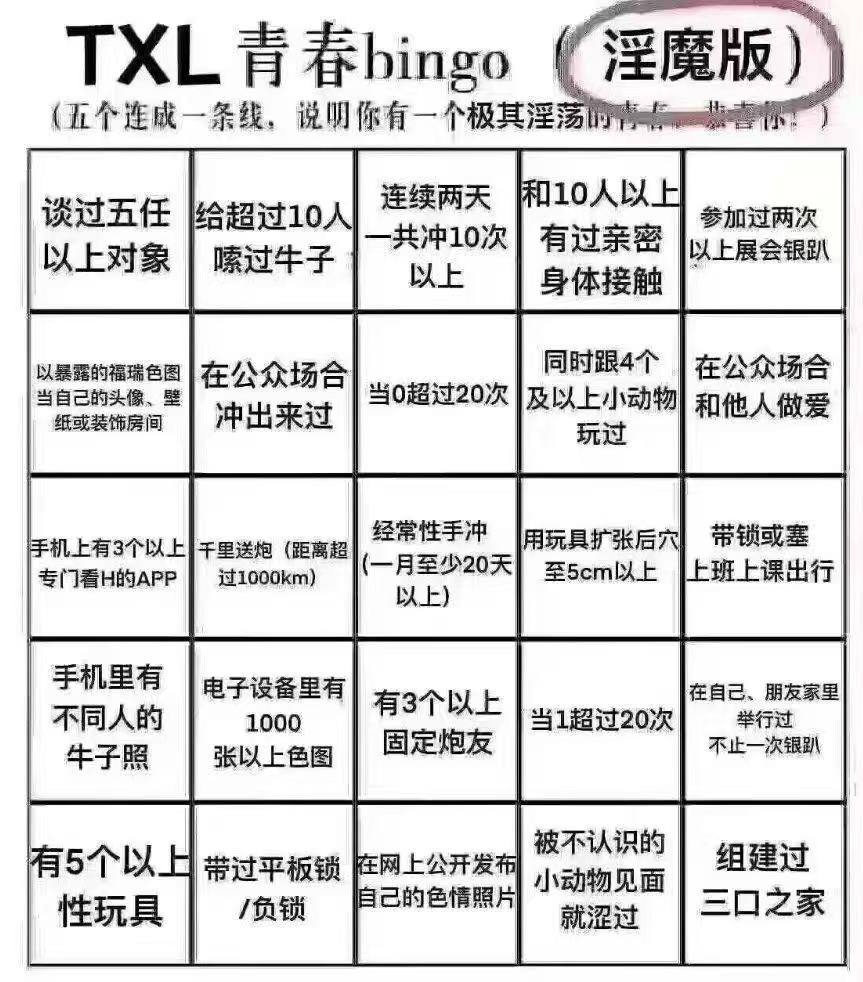 TXL 青春bingo（淫魔版）
（五个连成一条线，说明你有一个极其淫荡的青春。恭喜你！）
谈过五任
以上对象
给超过10人
嗦过牛子
连续两天
一共冲10次
以上
和10人以上
有过亲密
身体接触
参加过两次
以上展会银趴
以暴露的福瑞色图
当自己的头像、壁
纸或装饰房间
在公众场合
冲出来过
当0超过20次
同时跟4个
及以上小动物
玩过
在公众场合
和他人做爱
手机上有3个以上
专门看H的APP
千里送炮（距离超
过1000km）
经常性手冲
(一月至少20天
以上）
用玩具扩张后穴
至5cm以上
带锁或塞
上班上课出行
手机里有
不同人的
牛子照
电子设备里有
1000
张以上色图
有3个以上
固定炮友
当1超过20次
在自己、朋友家里
举行过
不止一次银趴
有5个以上
性玩具
带过平板锁
/负锁
在网上公开发布
自己的色情照片
被不认识的
小动物见面
就涩过
组建过
三口之家